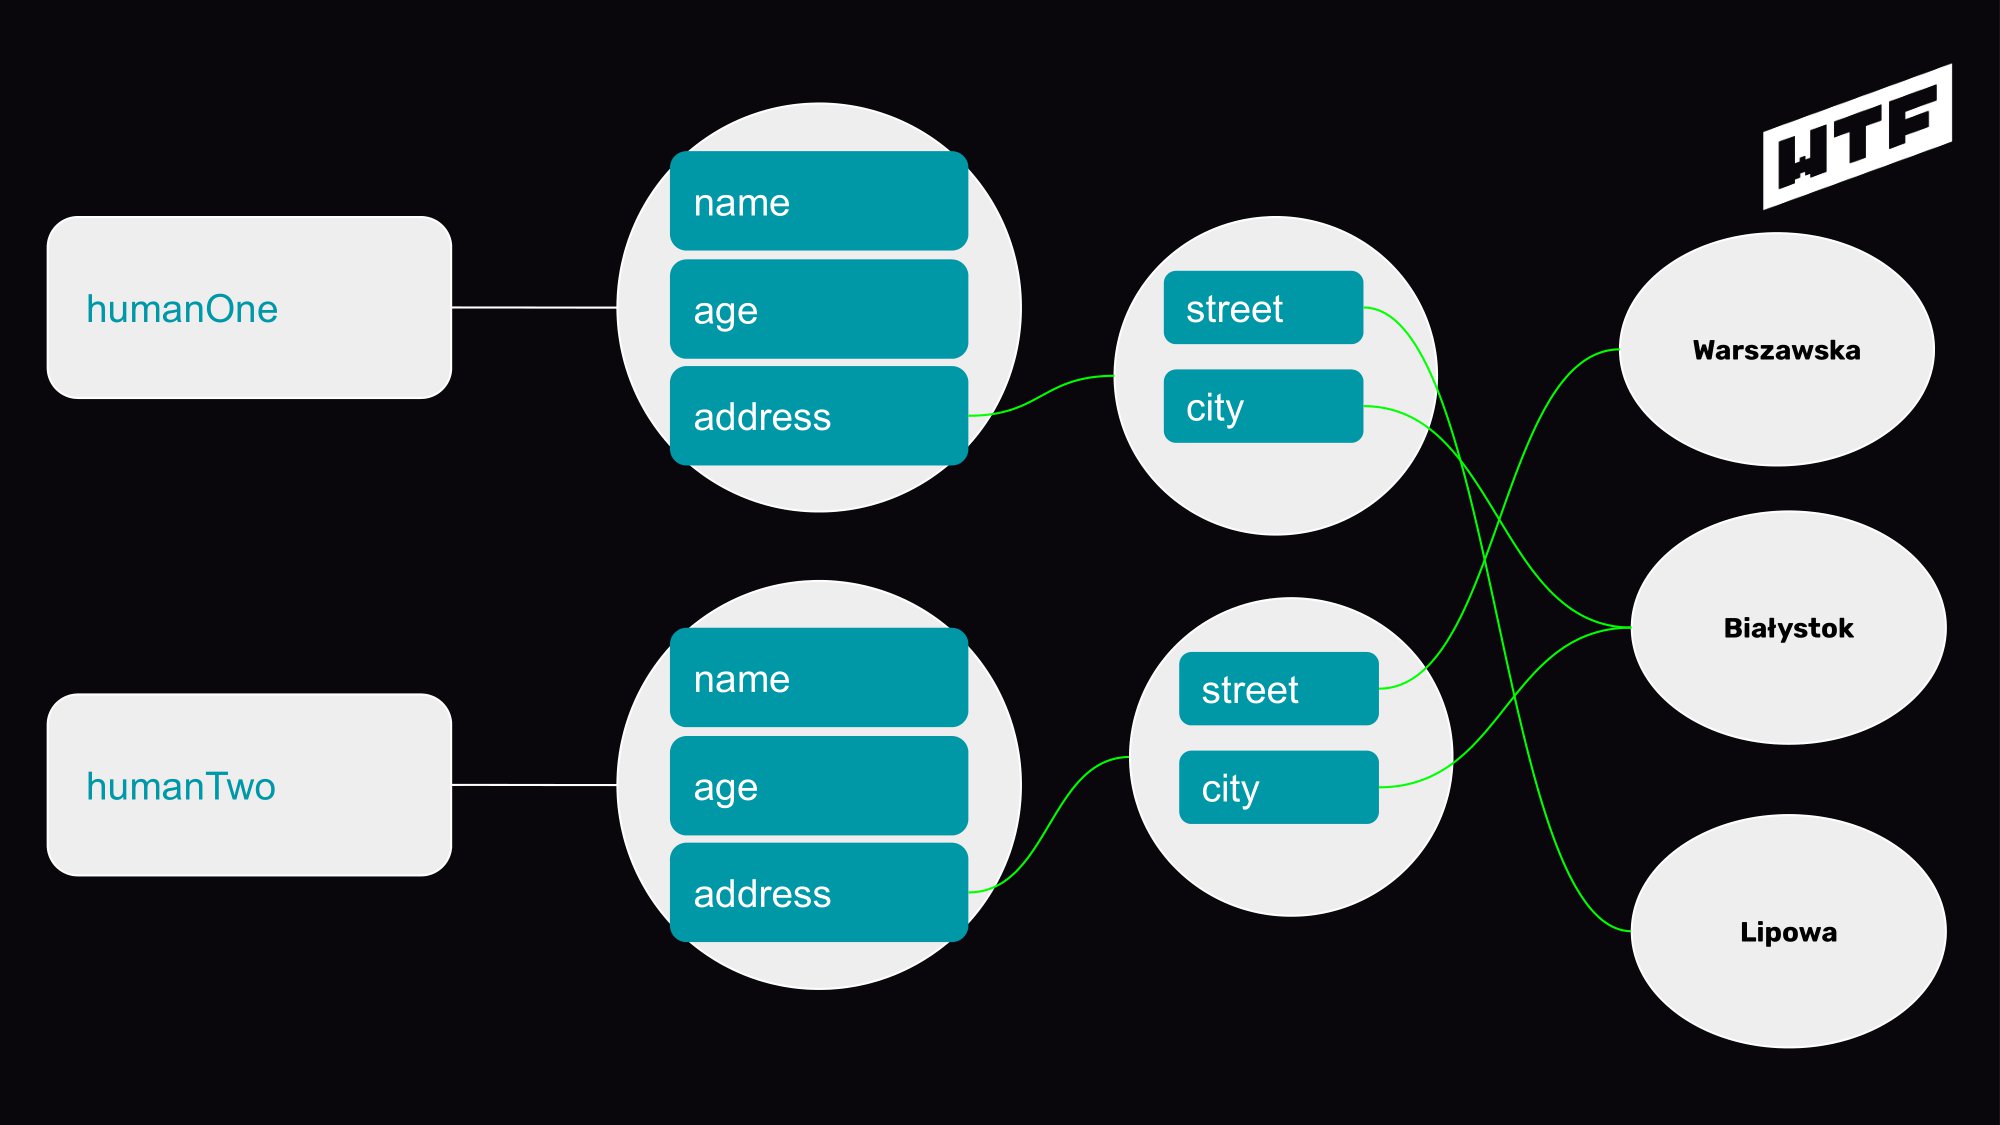 WTF
humanOne
name
age
address
street
city
Warszawska
Białystok
humanTwo
name
age
address
street
city
Lipowa